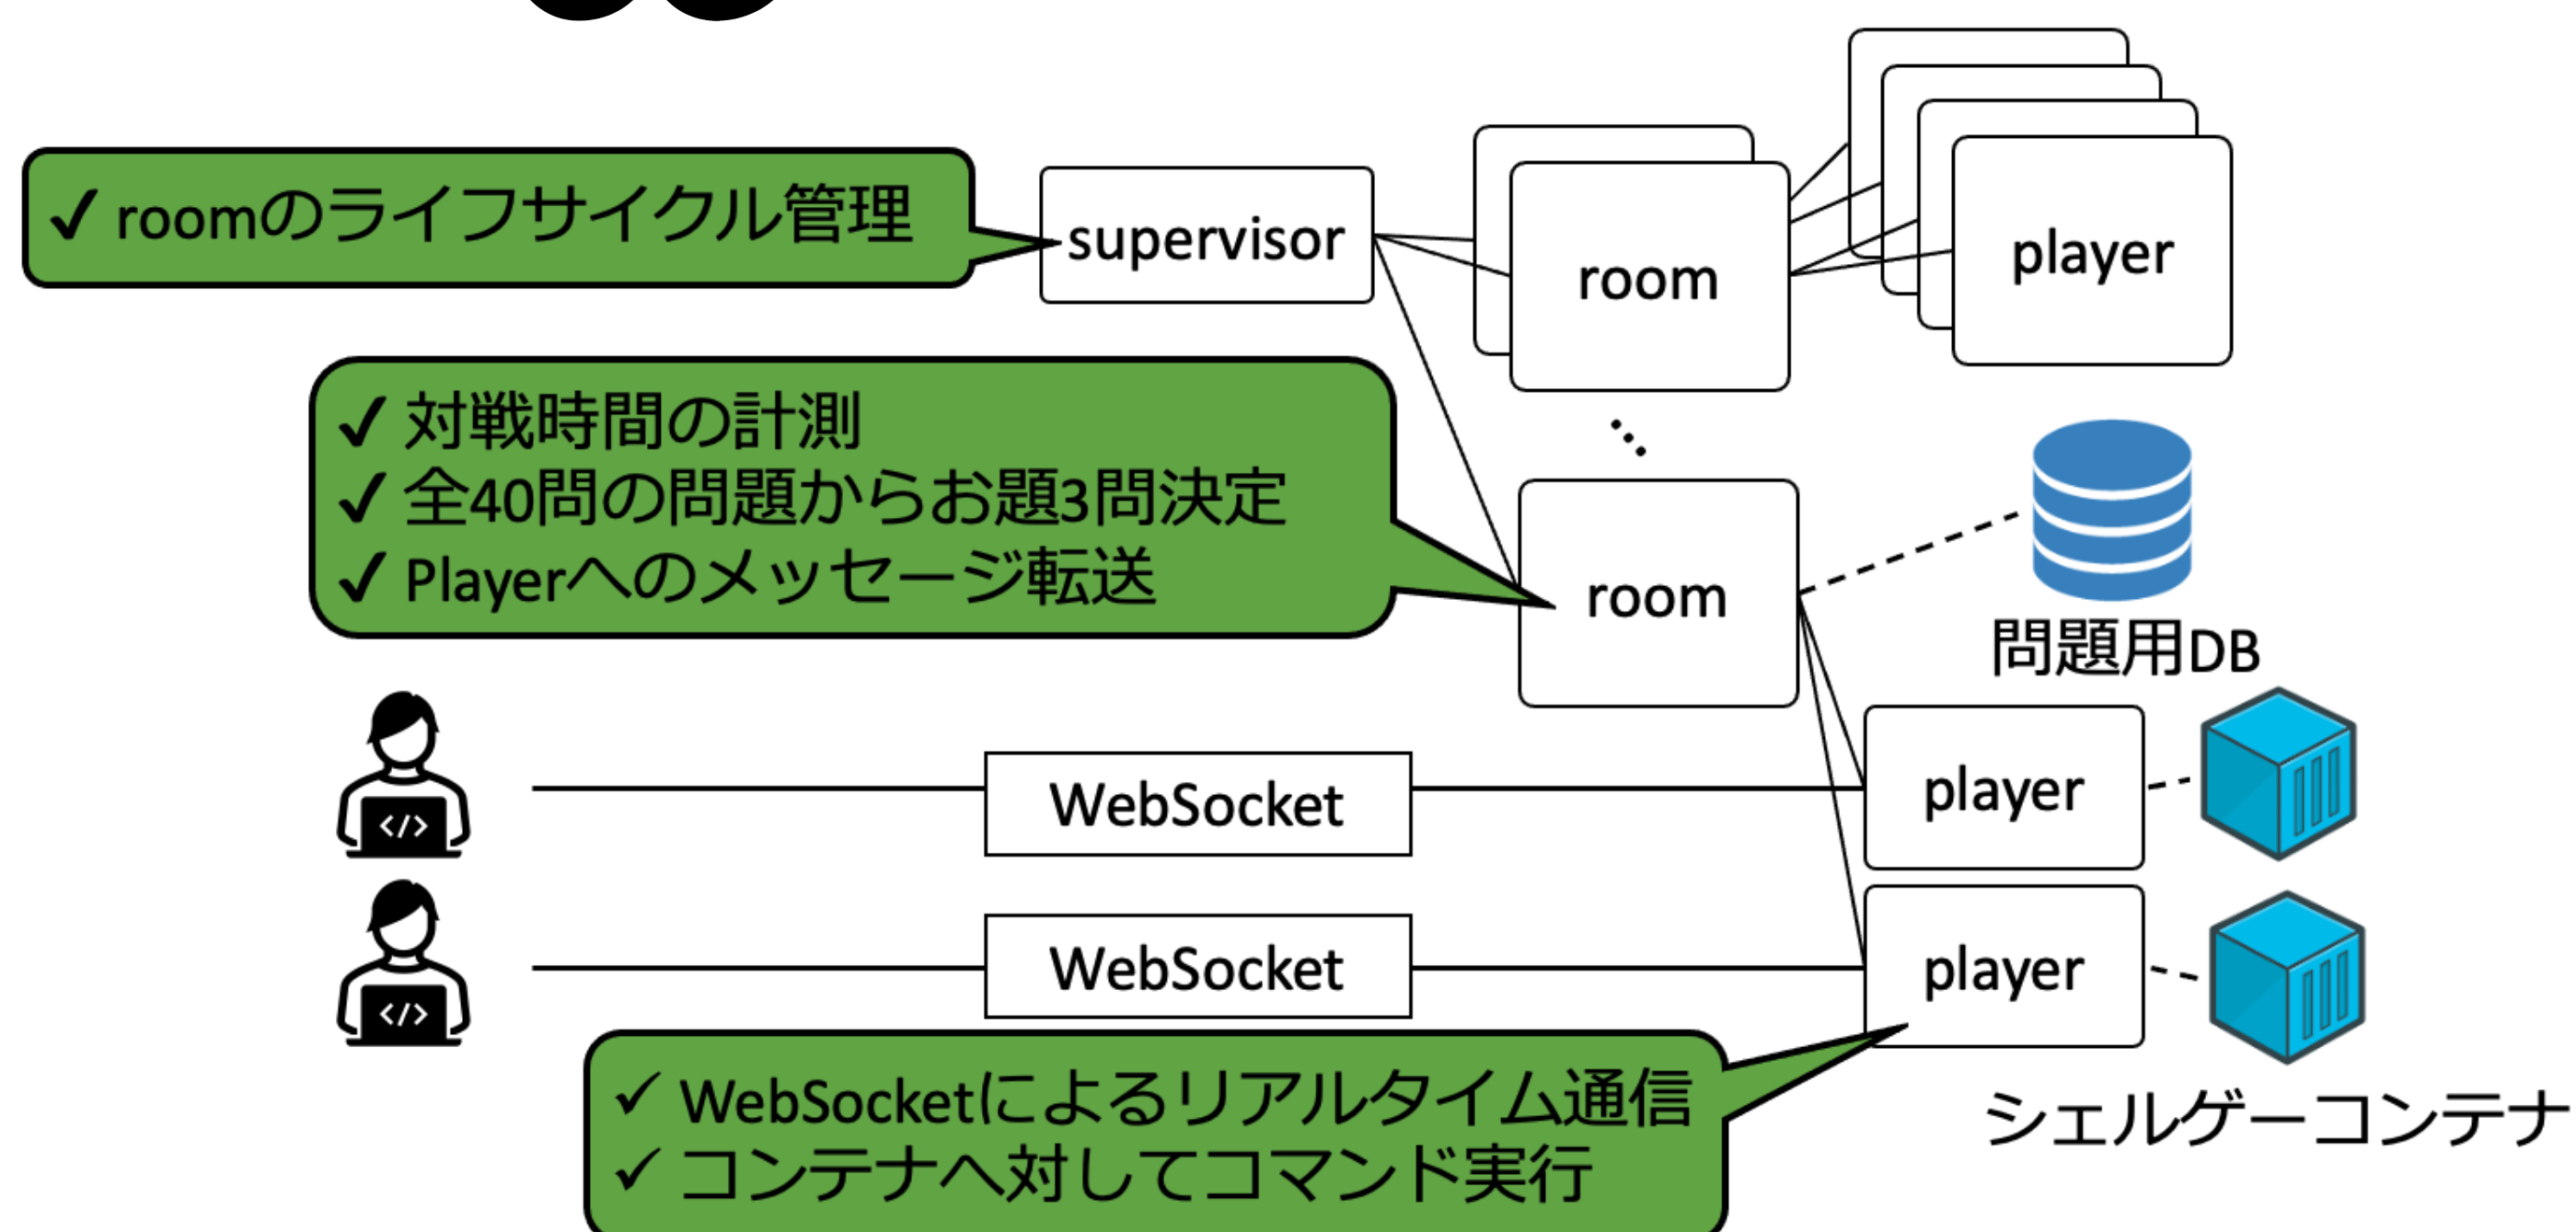 ✓ roomのライフサイクル管理
supervisor
room
player
✓ 対戦時間の計測
✓ 全40問の問題からお題3問決定
✓ Playerへのメッセージ転送
room
問題用DB
WebSocket
player
WebSocket
player
✓ WebSocketによるリアルタイム通信
✓ コンテナへ対してコマンド実行
シェルゲーコンテナ